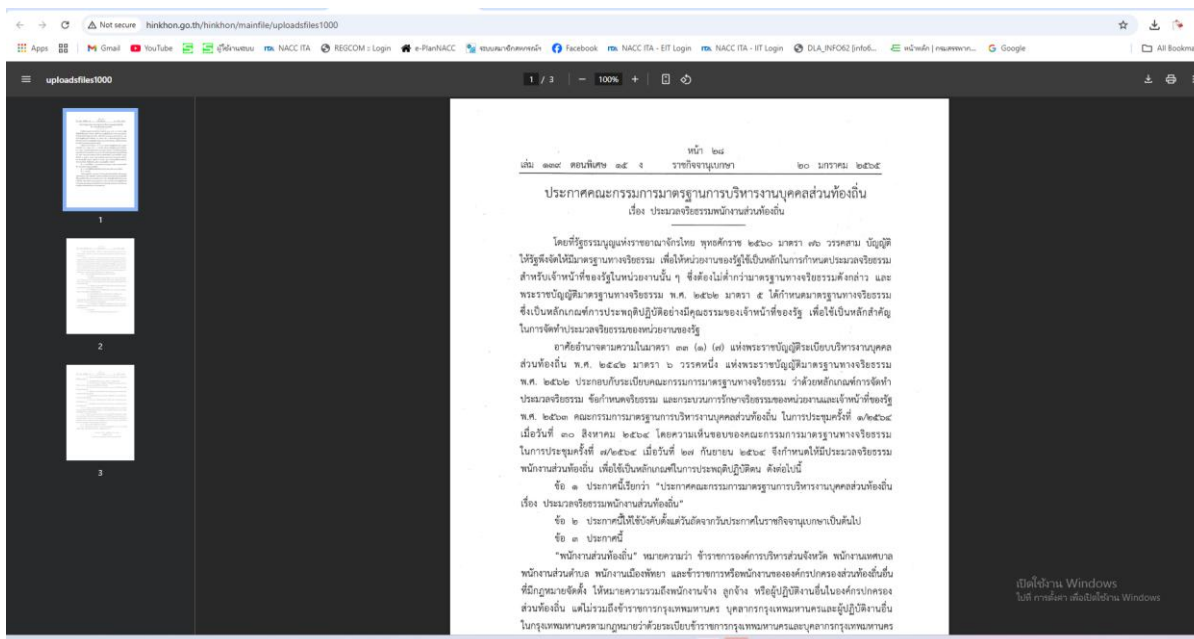 Not secure hinkhon.go.th/hinkhon/mainfile/uploadsfiles1000
Apps Gmail YouTube NACC ITA REGCOM :: Login e-PlanNACC Facebook NACC ITA - EIT Login NACC ITA - IIT Login Google All Bookma
uploadsfiles1000 1 / 3 100%
1
2
3
หน้า ๒๘
เล่ม ๑๓๙ ตอนพิเศษ ๑๕ ง ราชกิจจานุเบกษา ๒๐ มกราคม ๒๕๖๕
ประกาศคณะกรรมการมาตรฐานการบริหารงานบุคคลส่วนท้องถิ่น
เรื่อง ประมวลจริยธรรมพนักงานส่วนท้องถิ่น
โดยที่รัฐธรรมนูญแห่งราชอาณาจักรไทย พุทธศักราช ๒๕๖๐ มาตรา ๗๖ วรรคสาม บัญญัติ
ให้รัฐพึงจัดให้มีมาตรฐานทางจริยธรรม เพื่อให้หน่วยงานของรัฐใช้เป็นหลักในการกำหนดประมวลจริยธรรม
สำหรับเจ้าหน้าที่ของรัฐในหน่วยงานนั้น ๆ ซึ่งต้องไม่ต่ำกว่ามาตรฐานทางจริยธรรมดังกล่าว และ
พระราชบัญญัติมาตรฐานทางจริยธรรม พ.ศ. ๒๕๖๒ มาตรา ๕ ได้กำหนดมาตรฐานทางจริยธรรม
ซึ่งเป็นหลักเกณฑ์การประพฤติปฏิบัติอย่างมีคุณธรรมของเจ้าหน้าที่ของรัฐ เพื่อใช้เป็นหลักสำคัญ
ในการจัดทำประมวลจริยธรรมของหน่วยงานของรัฐ
อาศัยอำนาจตามความในมาตรา ๓๓ (๑) (๗) แห่งพระราชบัญญัติระเบียบบริหารงานบุคคล
ส่วนท้องถิ่น พ.ศ. ๒๕๔๒ มาตรา ๖ วรรคหนึ่ง แห่งพระราชบัญญัติมาตรฐานทางจริยธรรม
พ.ศ. ๒๕๖๒ ประกอบกับระเบียบคณะกรรมการมาตรฐานทางจริยธรรม ว่าด้วยหลักเกณฑ์การจัดทำ
ประมวลจริยธรรม ข้อกำหนดจริยธรรม และกระบวนการรักษาจริยธรรมของหน่วยงานและเจ้าหน้าที่ของรัฐ
พ.ศ. ๒๕๖๓ คณะกรรมการมาตรฐานการบริหารงานบุคคลส่วนท้องถิ่น ในการประชุมครั้งที่ ๑/๒๕๖๔
เมื่อวันที่ ๓๐ สิงหาคม ๒๕๖๔ โดยความเห็นชอบของคณะกรรมการมาตรฐานทางจริยธรรม
ในการประชุมครั้งที่ ๗/๒๕๖๔ เมื่อวันที่ ๒๗ กันยายน ๒๕๖๔ จึงกำหนดให้มีประมวลจริยธรรม
พนักงานส่วนท้องถิ่น เพื่อใช้เป็นหลักเกณฑ์ในการประพฤติปฏิบัติตน ดังต่อไปนี้
ข้อ ๑ ประกาศนี้เรียกว่า “ประกาศคณะกรรมการมาตรฐานการบริหารงานบุคคลส่วนท้องถิ่น
เรื่อง ประมวลจริยธรรมพนักงานส่วนท้องถิ่น”
ข้อ ๒ ประกาศนี้ให้ใช้บังคับตั้งแต่วันถัดจากวันประกาศในราชกิจจานุเบกษาเป็นต้นไป
ข้อ ๓ ประกาศนี้
“พนักงานส่วนท้องถิ่น” หมายความว่า ข้าราชการองค์การบริหารส่วนจังหวัด พนักงานเทศบาล
พนักงานส่วนตำบล พนักงานเมืองพัทยา และข้าราชการหรือพนักงานขององค์กรปกครองส่วนท้องถิ่นอื่น
ที่มีกฎหมายจัดตั้ง ให้หมายความรวมถึงพนักงานจ้าง ลูกจ้าง หรือผู้ปฏิบัติงานอื่นในองค์กรปกครอง
ส่วนท้องถิ่น แต่ไม่รวมถึงข้าราชการกรุงเทพมหานคร บุคลากรกรุงเทพมหานครและผู้ปฏิบัติงานอื่น
ในกรุงเทพมหานครตามกฎหมายว่าด้วยระเบียบข้าราชการกรุงเทพมหานครและบุคลากรกรุงเทพมหานคร
เปิดใช้งาน Windows
ไปที่ การตั้งค่า เพื่อเปิดใช้งาน Windows